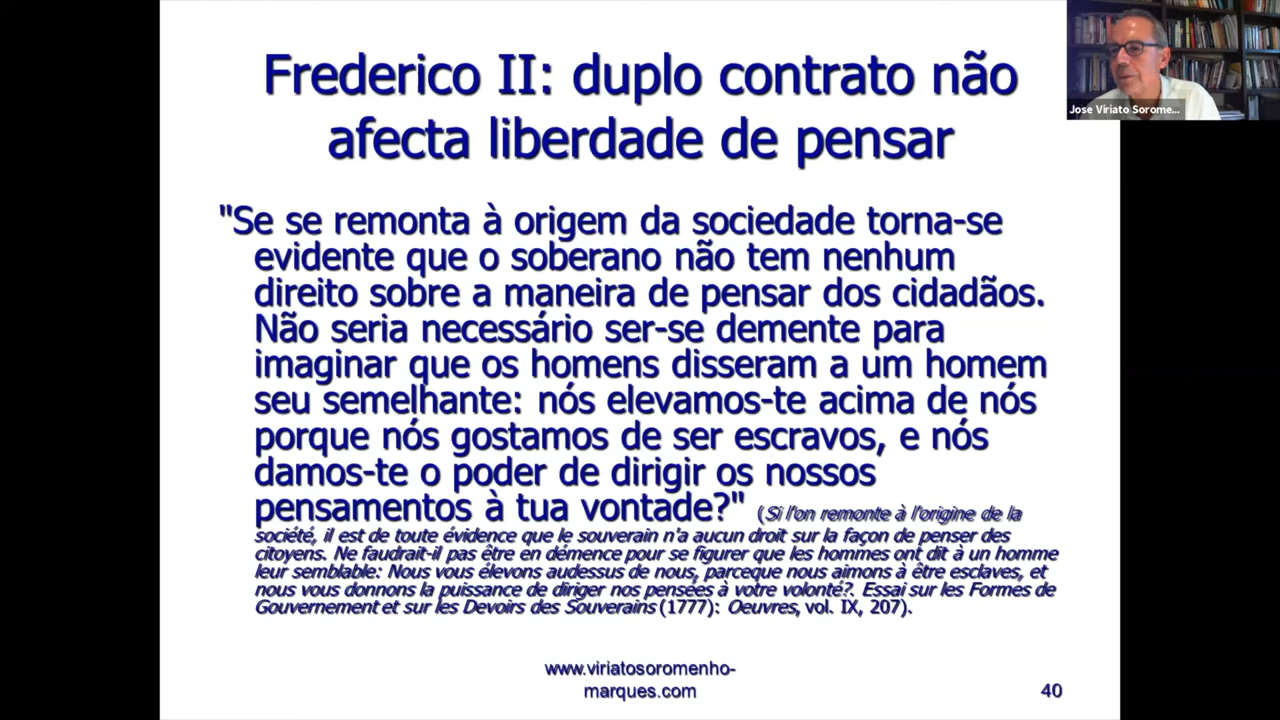 Frederico II: duplo contrato não
afecta liberdade de pensar
"Se se remonta à origem da sociedade torna-se
evidente que o soberano não tem nenhum
direito sobre a maneira de pensar dos cidadãos.
Não seria necessário ser-se demente para
imaginar que os homens disseram a um homem
seu semelhante: nós elevamos-te acima de nós
porque nós gostamos de ser escravos, e nós
damos-te o poder de dirigir os nossos
pensamentos à tua vontade?" (Si l'on remonte à l'origine de la
société, il est de toute évidence que le souverain n'a aucun droit sur la façon de penser des
citoyens. Ne faudrait-il pas être en démence pour se figurer que les hommes ont dit à un homme
leur semblable: Nous vous élevons audessus de nous, parceque nous aimons à être esclaves, et
nous vous donnons la puissance de diriger nos pensées à votre volonté?. Essai sur les Formes de
Gouvernement et sur les Devoirs des Souverains (1777): Oeuvres, vol. IX, 207).
www.viriatosoromenho-
marques.com
40
Jose Viriato Sorome...